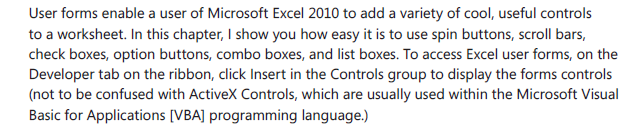 User forms enable a user of Microsoft Excel 2010 to add a variety of cool, useful controls
to a worksheet. In this chapter, I show you how easy it is to use spin buttons, scroll bars,
check boxes, option buttons, combo boxes, and list boxes. To access Excel user forms, on the
Developer tab on the ribbon, click Insert in the Controls group to display the forms controls
(not to be confused with ActiveX Controls, which are usually used within the Microsoft Visual
Basic for Applications [VBA] programming language.)